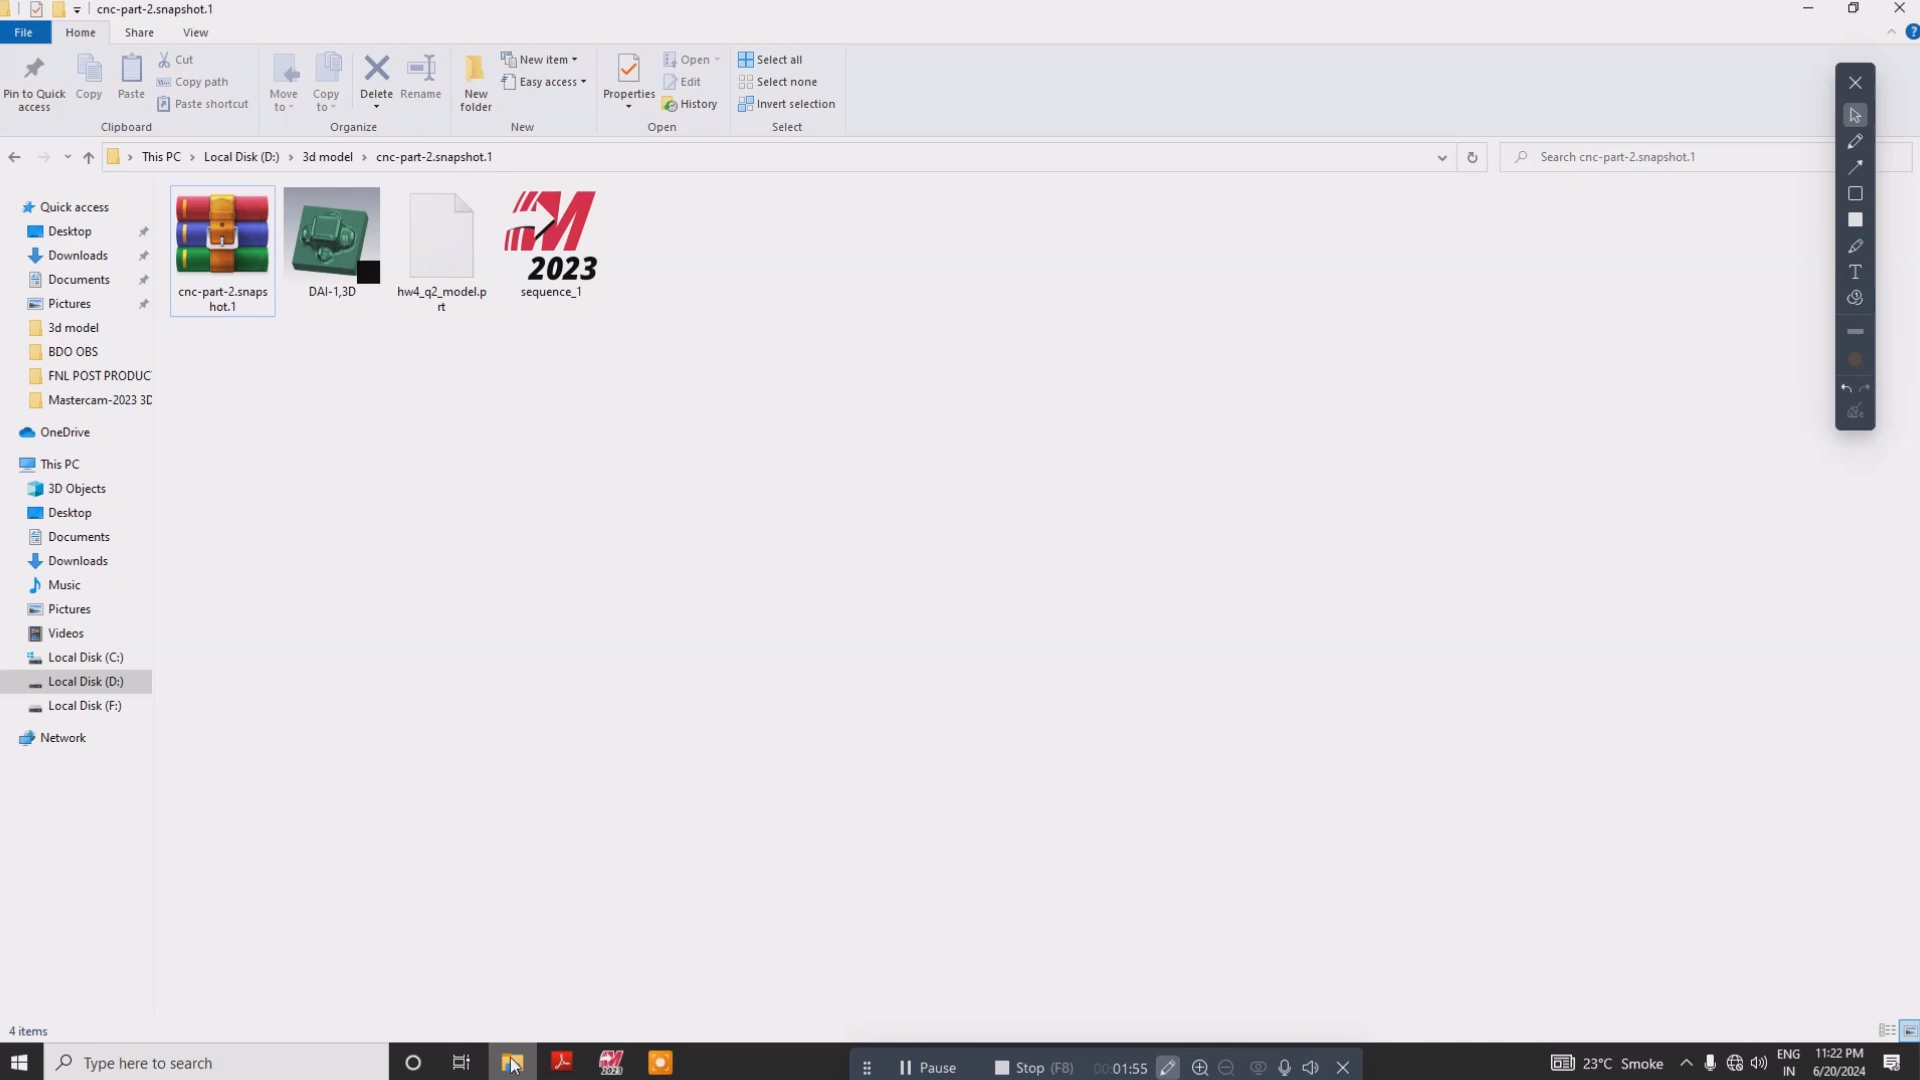 cnc-part-2.snapshot.1
File Home Share View
Pin to Quick access
Copy
Paste
Cut
Copy path
Paste shortcut
Clipboard
Move to
Copy to
Delete
Rename
Organize
New folder
New item
Easy access
New
Properties
Open
Edit
History
Open
Select all
Select none
Invert selection
Select
This PC › Local Disk (D:) › 3d model › cnc-part-2.snapshot.1
Search cnc-part-2.snapshot.1
Quick access
Desktop
Downloads
Documents
Pictures
3d model
BDO OBS
FNL POST PRODUC
Mastercam-2023 3D
OneDrive
This PC
3D Objects
Desktop
Documents
Downloads
Music
Pictures
Videos
Local Disk (C:)
Local Disk (D:)
Local Disk (F:)
Network
cnc-part-2.snaps
hot.1
DAI-1,3D
hw4_q2_model.p
rt
2023
sequence_1
T
4 items
Type here to search
2023
Pause
Stop (F8)
00:01:55
23°C Smoke
ENG
IN
11:22 PM
6/20/2024